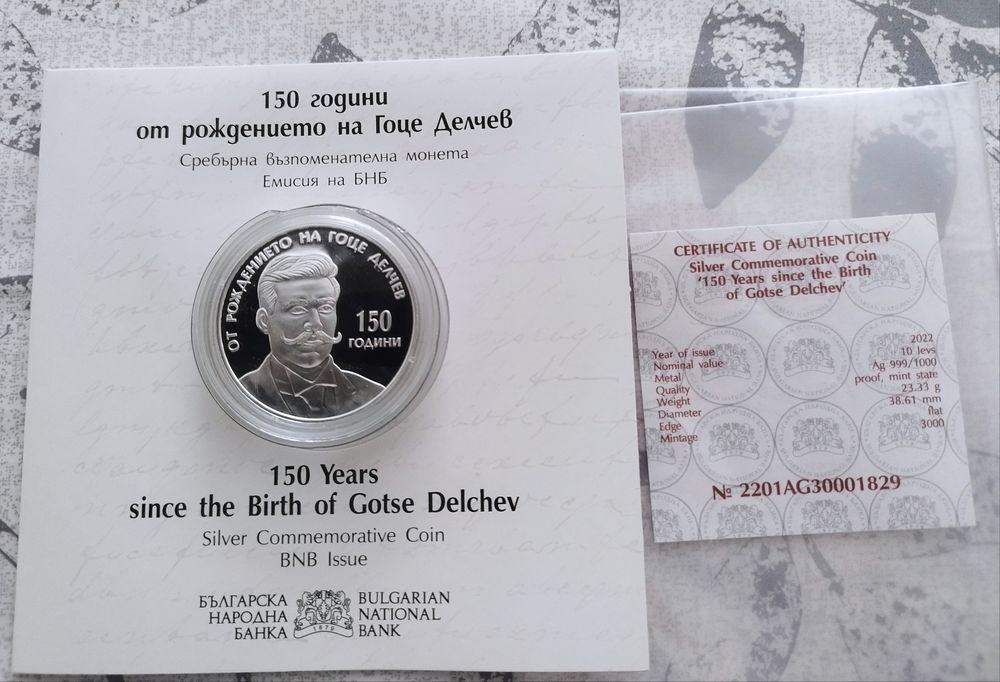 150 години
от рождението на Гоце Делчев
Сребърна възпоменателна монета
Емисия на БНБ
ОТ РОЖДЕНИЕТО НА ГОЦЕ ДЕЛЧЕВ
150
ГОДИНИ
150 Years
since the Birth of Gotse Delchev
Silver Commemorative Coin
BNB Issue
БЪЛГАРСКА
НАРОДНА
БАНКА
1879
BULGARIAN
NATIONAL
BANK
CERTIFICATE OF AUTHENTICITY
Silver Commemorative Coin
'150 Years since the Birth
of Gotse Delchev'
Year of issue 2022
Nominal value 10 levs
Metal Ag 999/1000
Quality proof, mint state
Weight 23.33 g
Diameter 38.61 mm
Edge flat
Mintage 3000
№ 2201AG30001829